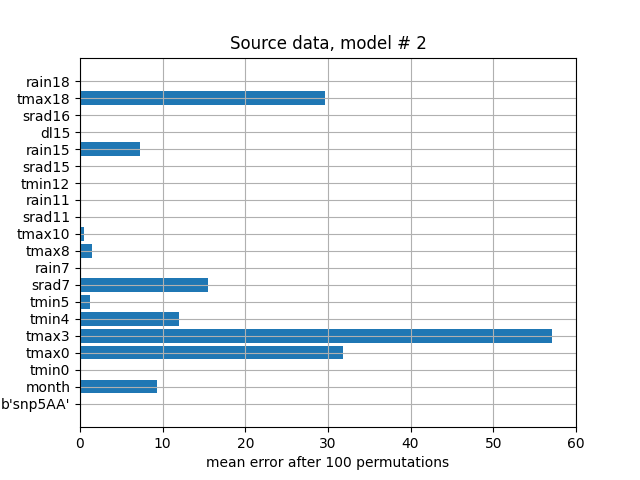 Source data, model # 2
rain18
tmax18
srad16
dl15
rain15
srad15
tmin12
rain11
srad11
tmax10
tmax8
rain7
srad7
tmin5
tmin4
tmax3
tmax0
tmin0
month
b'snp5AA'
0 10 20 30 40 50 60
mean error after 100 permutations